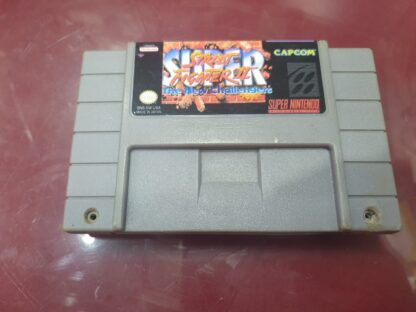 SUPER
STREET
FIGHTER II
The New Challengers
CAPCOM
SUPER NINTENDO
MADE IN JAPAN